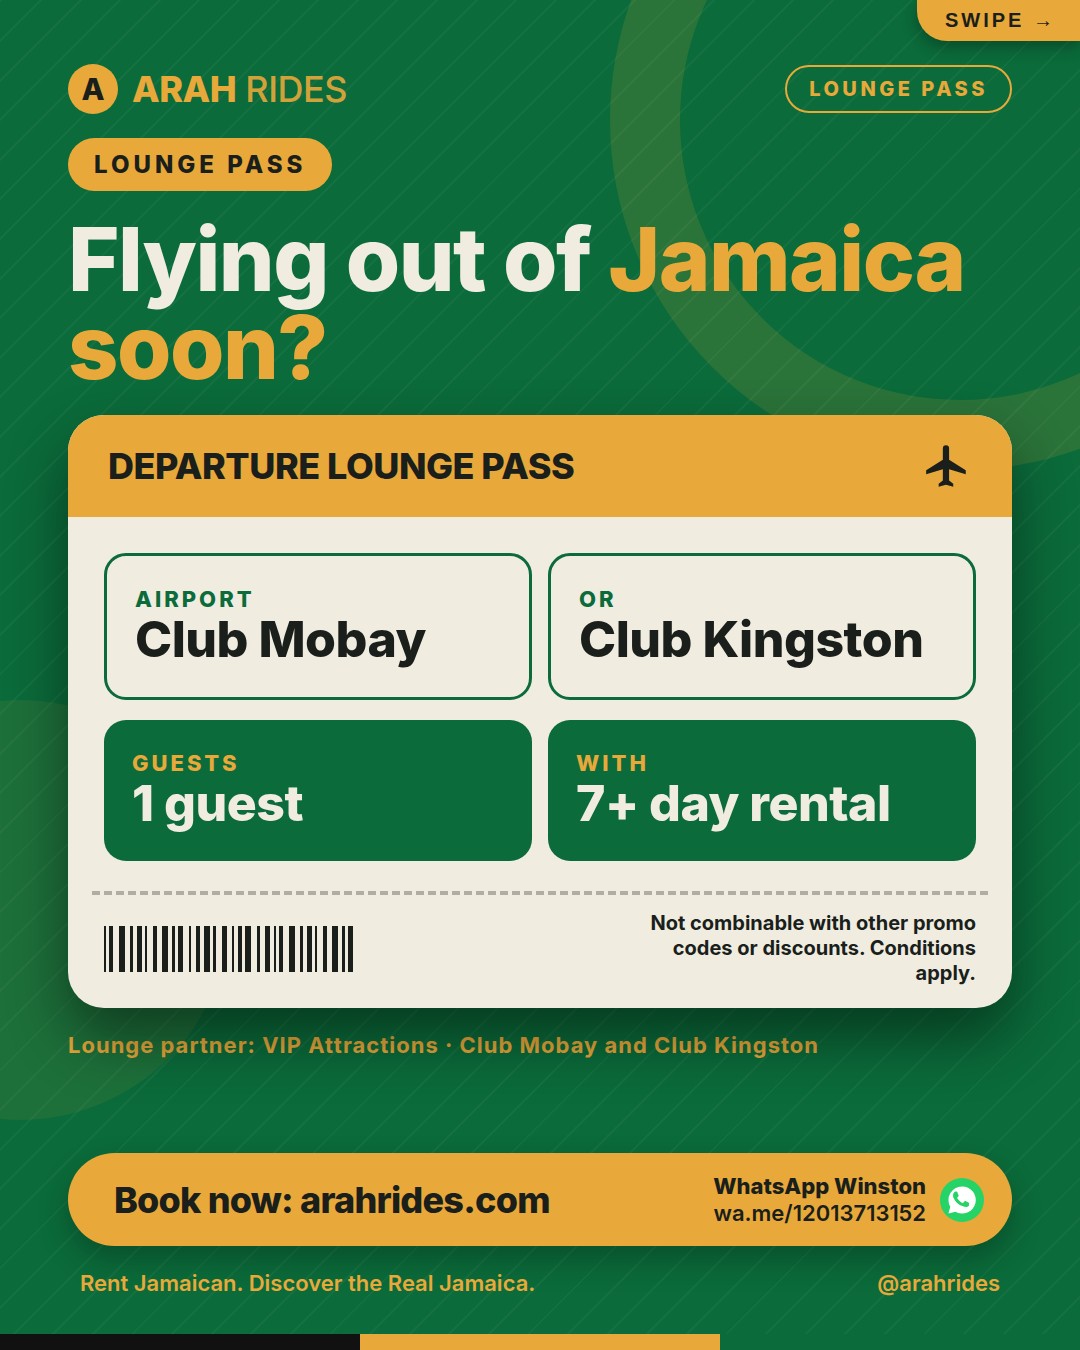 SWIPE →
A ARAH RIDES
LOUNGE PASS
LOUNGE PASS
Flying out of Jamaica
soon?
DEPARTURE LOUNGE PASS
AIRPORT
Club Mobay
OR
Club Kingston
GUESTS
1 guest
WITH
7+ day rental
Not combinable with other promo
codes or discounts. Conditions
apply.
Lounge partner: VIP Attractions · Club Mobay and Club Kingston
Book now: arahrides.com
WhatsApp Winston
wa.me/12013713152
Rent Jamaican. Discover the Real Jamaica.
@arahrides